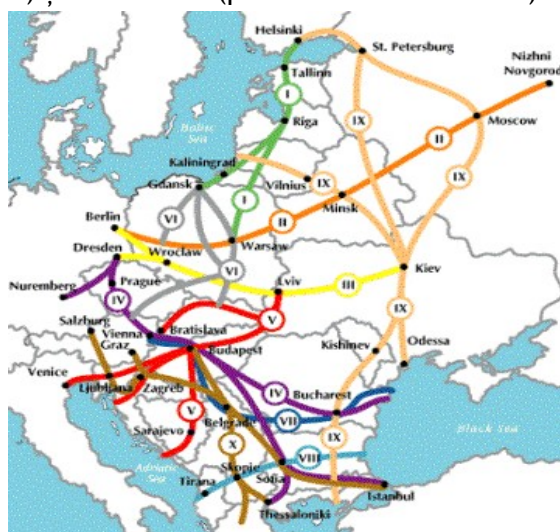 Helsinki
St. Petersburg
Nizhni
Novgorod
Tallinn
I
Riga
IX
II
Moscow
Baltic
Sea
Kaliningrad
Vilnius
IX
IX
Gdansk
Minsk
VI
I
Berlin
II
Warsaw
Dresden
Wroclaw
VI
Kiev
Lviv
III
Nuremberg
Prague
IV
V
IX
Salzburg
Vienna
Bratislava
Kishinev
Odessa
Graz
Budapest
Venice
Ljubljana
Zagreb
IV
Bucharest
V
VII
Belgrade
Sarajevo
IX
Black Sea
X
VIII
Adriatic
Sea
Skopje
Sofia
Tirana
Istanbul
Thessaloniki